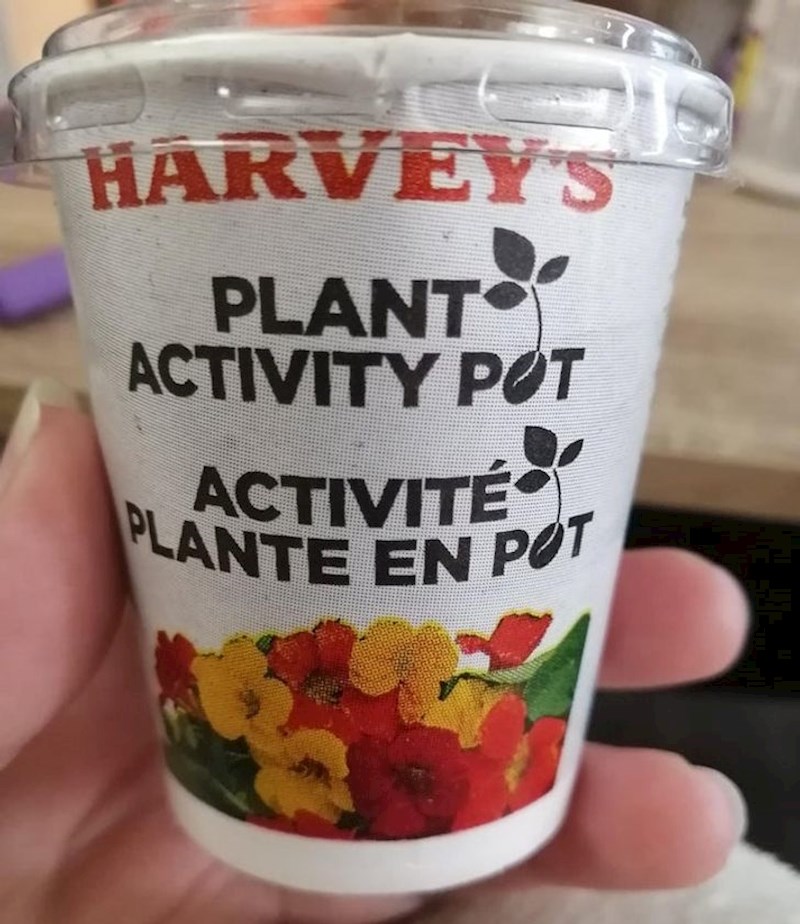 HARVEY'S
PLANT
ACTIVITY POT
ACTIVITÉ
PLANTE EN POT